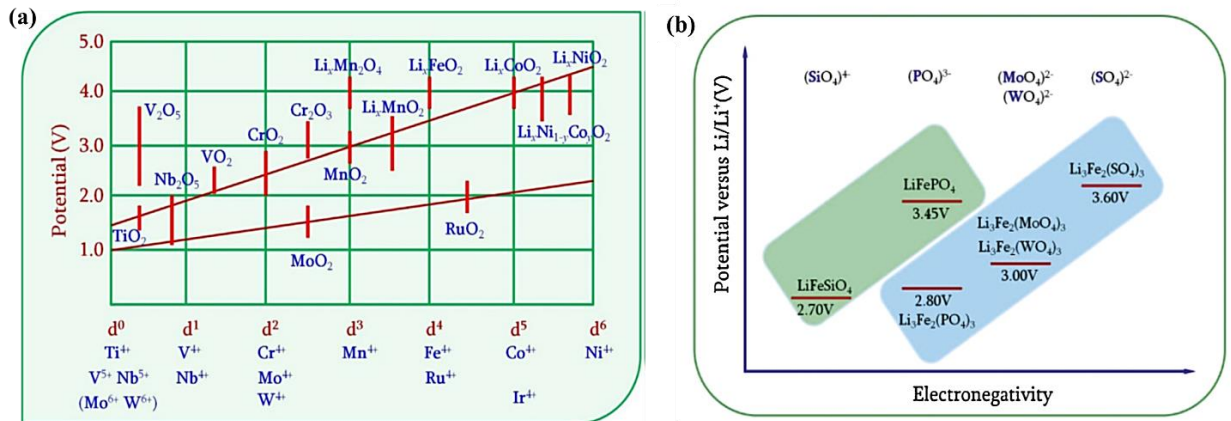 (a)
5.0
4.0
3.0
2.0
1.0
Potential (V)
LiₓMn₂O₄
LiₓFeO₂
LiₓCoO₂
LiₓNiO₂
V₂O₅
Cr₂O₃
LiₓMnO₂
CrO₂
LiₓNi₁₋ᵧCoᵧO₂
VO₂
MnO₂
Nb₂O₅
TiO₂
MoO₂
RuO₂
d⁰ d¹ d² d³ d⁴ d⁵ d⁶
Ti⁴⁺ V⁴⁺ Cr⁴⁺ Mn⁴⁺ Fe⁴⁺ Co⁴⁺ Ni⁴⁺
V⁵⁺ Nb⁵⁺ Nb⁴⁺ Mo⁴⁺ Ru⁴⁺
(Mo⁶⁺ W⁶⁺) W⁴⁺ Ir⁴⁺
(b)
Potential versus Li/Li⁺(V)
(SiO₄)⁴⁻ (PO₄)³⁻ (MoO₄)²⁻ (SO₄)²⁻
(WO₄)²⁻
Li₃Fe₂(SO₄)₃
3.60V
LiFePO₄
3.45V
Li₃Fe₂(MoO₄)₃
Li₃Fe₂(WO₄)₃
3.00V
LiFeSiO₄
2.70V
2.80V
Li₃Fe₂(PO₄)₃
Electronegativity